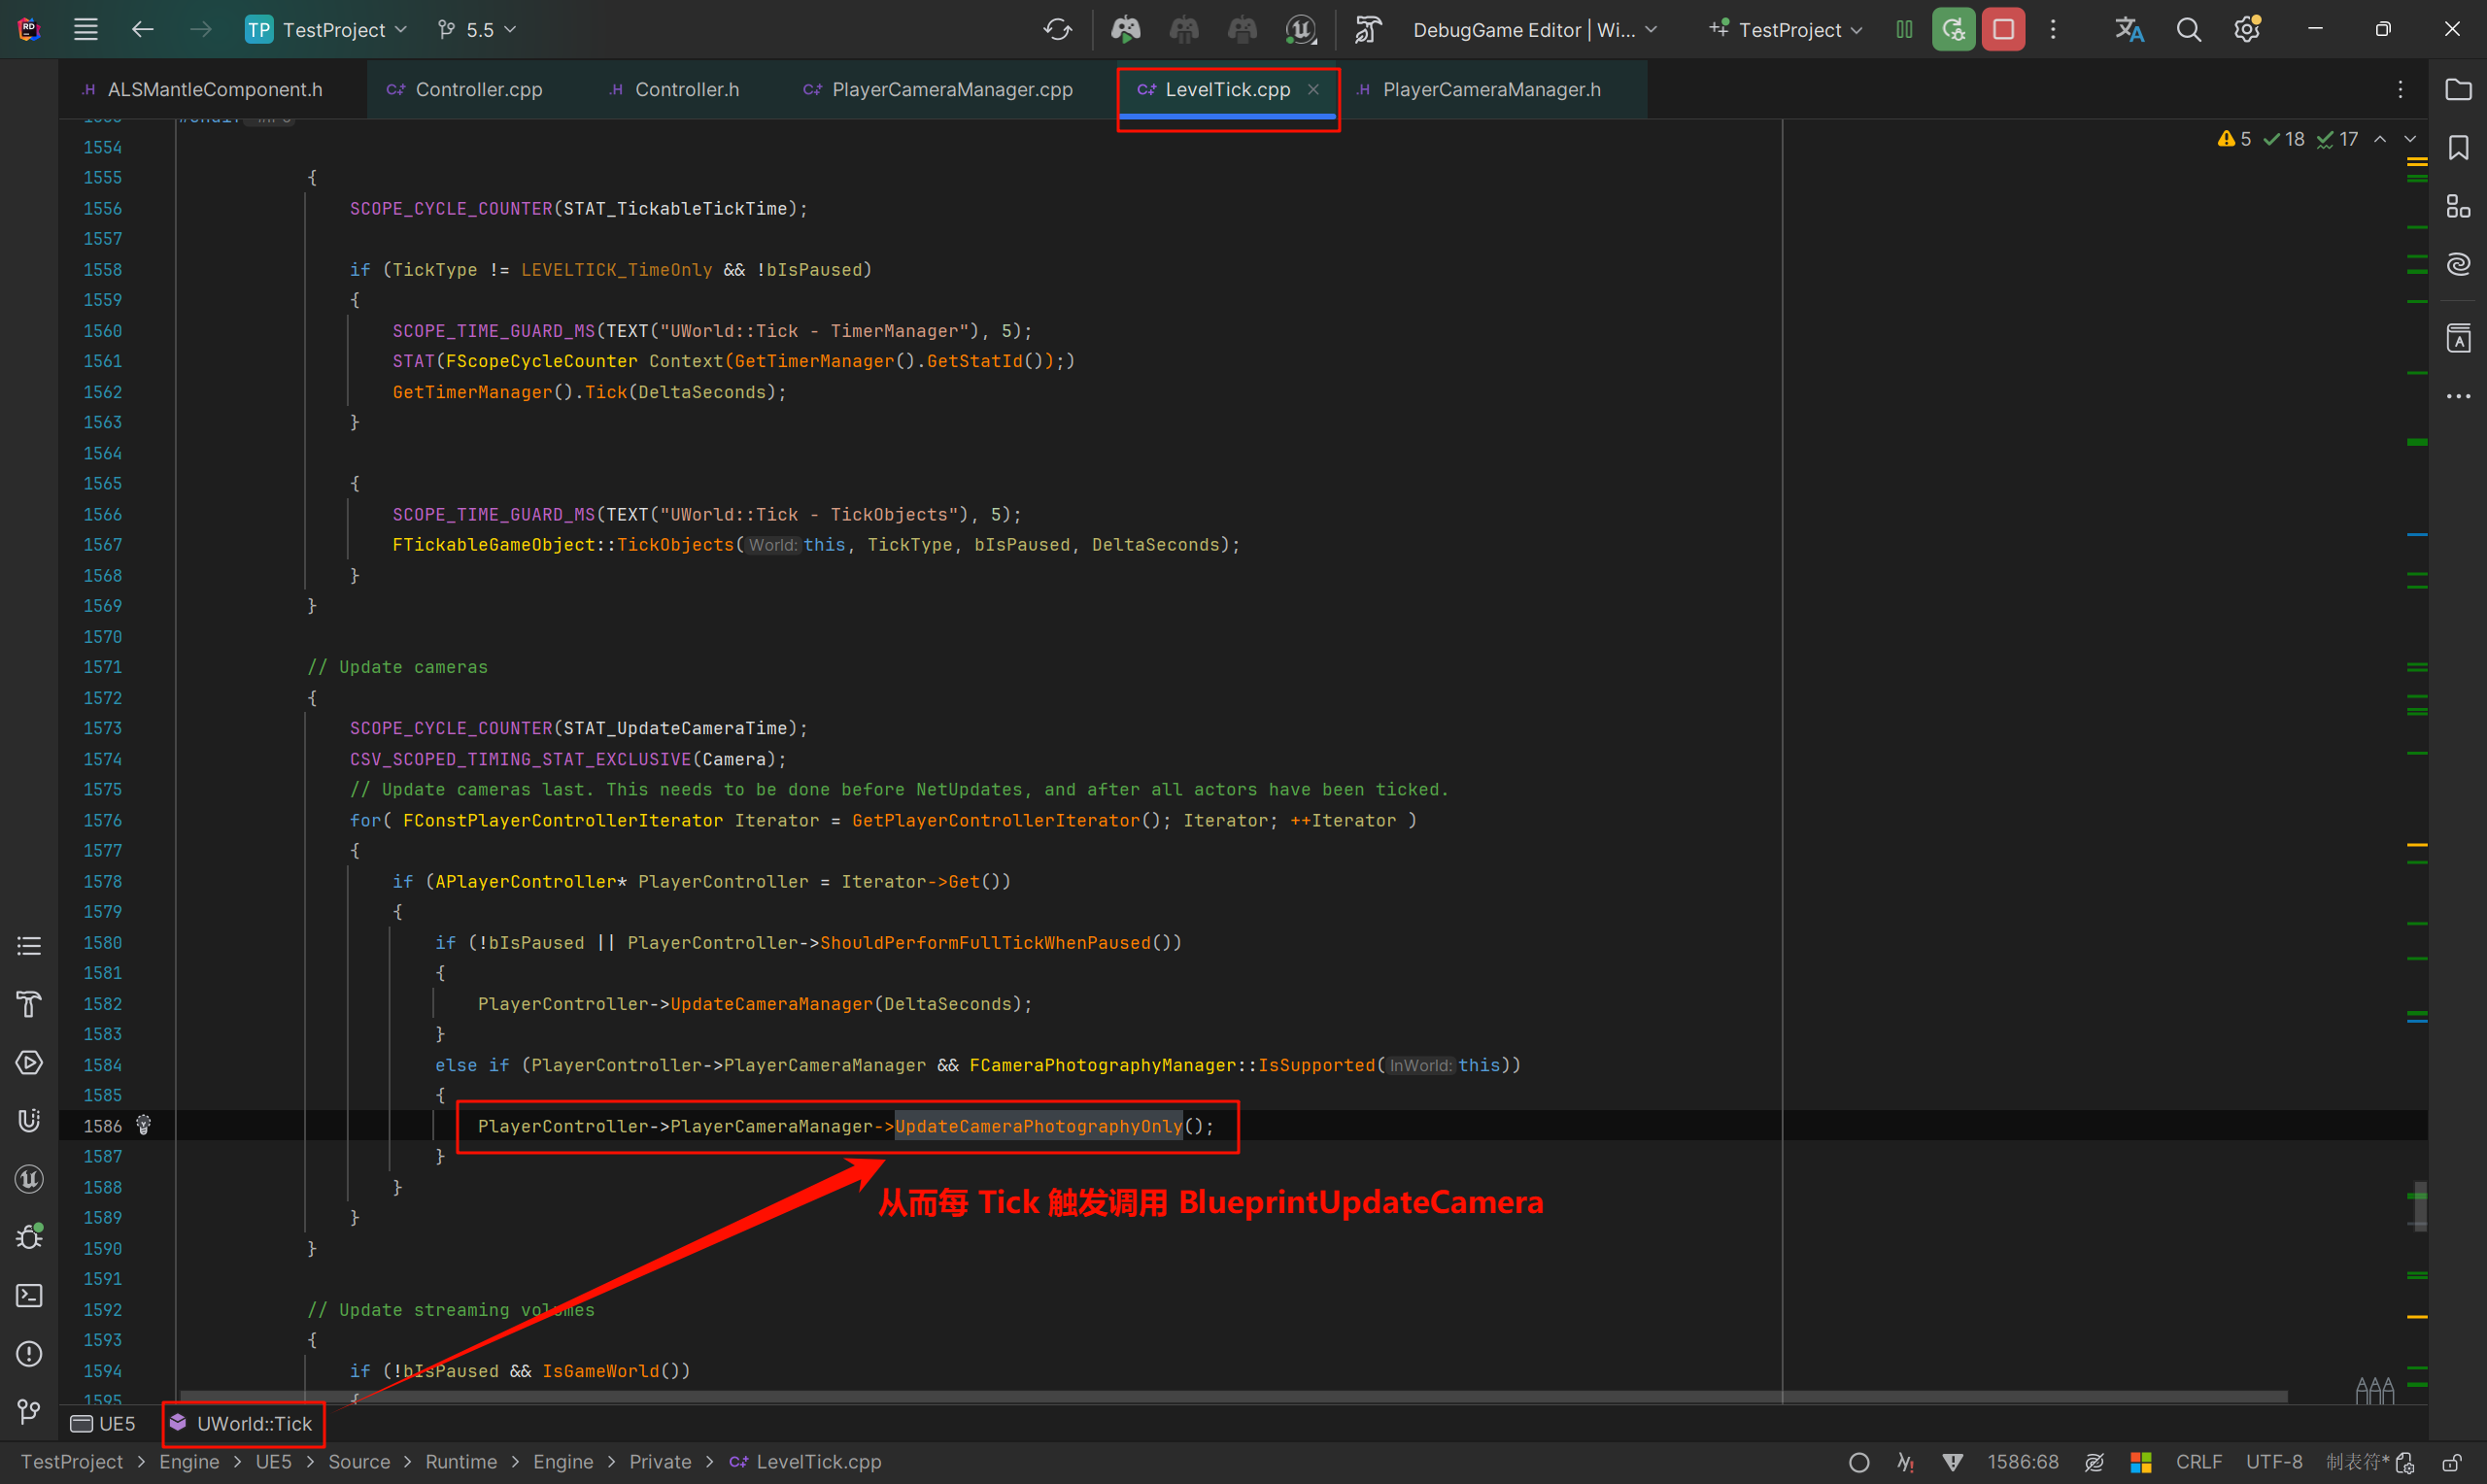 TP TestProject 5.5 DebugGame Editor | Wi... TestProject
ALSMantleComponent.h Controller.cpp Controller.h PlayerCameraManager.cpp LevelTick.cpp PlayerCameraManager.h
5 18 17
1554
1555 {
1556 SCOPE_CYCLE_COUNTER(STAT_TickableTickTime);
1557
1558 if (TickType != LEVELTICK_TimeOnly && !bIsPaused)
1559 {
1560 SCOPE_TIME_GUARD_MS(TEXT("UWorld::Tick - TimerManager"), 5);
1561 STAT(FScopeCycleCounter Context(GetTimerManager().GetStatId());)
1562 GetTimerManager().Tick(DeltaSeconds);
1563 }
1564
1565 {
1566 SCOPE_TIME_GUARD_MS(TEXT("UWorld::Tick - TickObjects"), 5);
1567 FTickableGameObject::TickObjects(World: this, TickType, bIsPaused, DeltaSeconds);
1568 }
1569 }
1570
1571 // Update cameras
1572 {
1573 SCOPE_CYCLE_COUNTER(STAT_UpdateCameraTime);
1574 CSV_SCOPED_TIMING_STAT_EXCLUSIVE(Camera);
1575 // Update cameras last. This needs to be done before NetUpdates, and after all actors have been ticked.
1576 for( FConstPlayerControllerIterator Iterator = GetPlayerControllerIterator(); Iterator; ++Iterator )
1577 {
1578 if (APlayerController* PlayerController = Iterator->Get())
1579 {
1580 if (!bIsPaused || PlayerController->ShouldPerformFullTickWhenPaused())
1581 {
1582 PlayerController->UpdateCameraManager(DeltaSeconds);
1583 }
1584 else if (PlayerController->PlayerCameraManager && FCameraPhotographyManager::IsSupported(InWorld: this))
1585 {
1586 PlayerController->PlayerCameraManager->UpdateCameraPhotographyOnly();
1587 }
1588 }
从而每 Tick 触发调用 BlueprintUpdateCamera
1589 }
1590 }
1591
1592 // Update streaming volumes
1593 {
1594 if (!bIsPaused && IsGameWorld())
1595 {
UE5 UWorld::Tick
TestProject > Engine > UE5 > Source > Runtime > Engine > Private > LevelTick.cpp 1586:68 CRLF UTF-8 制表符*